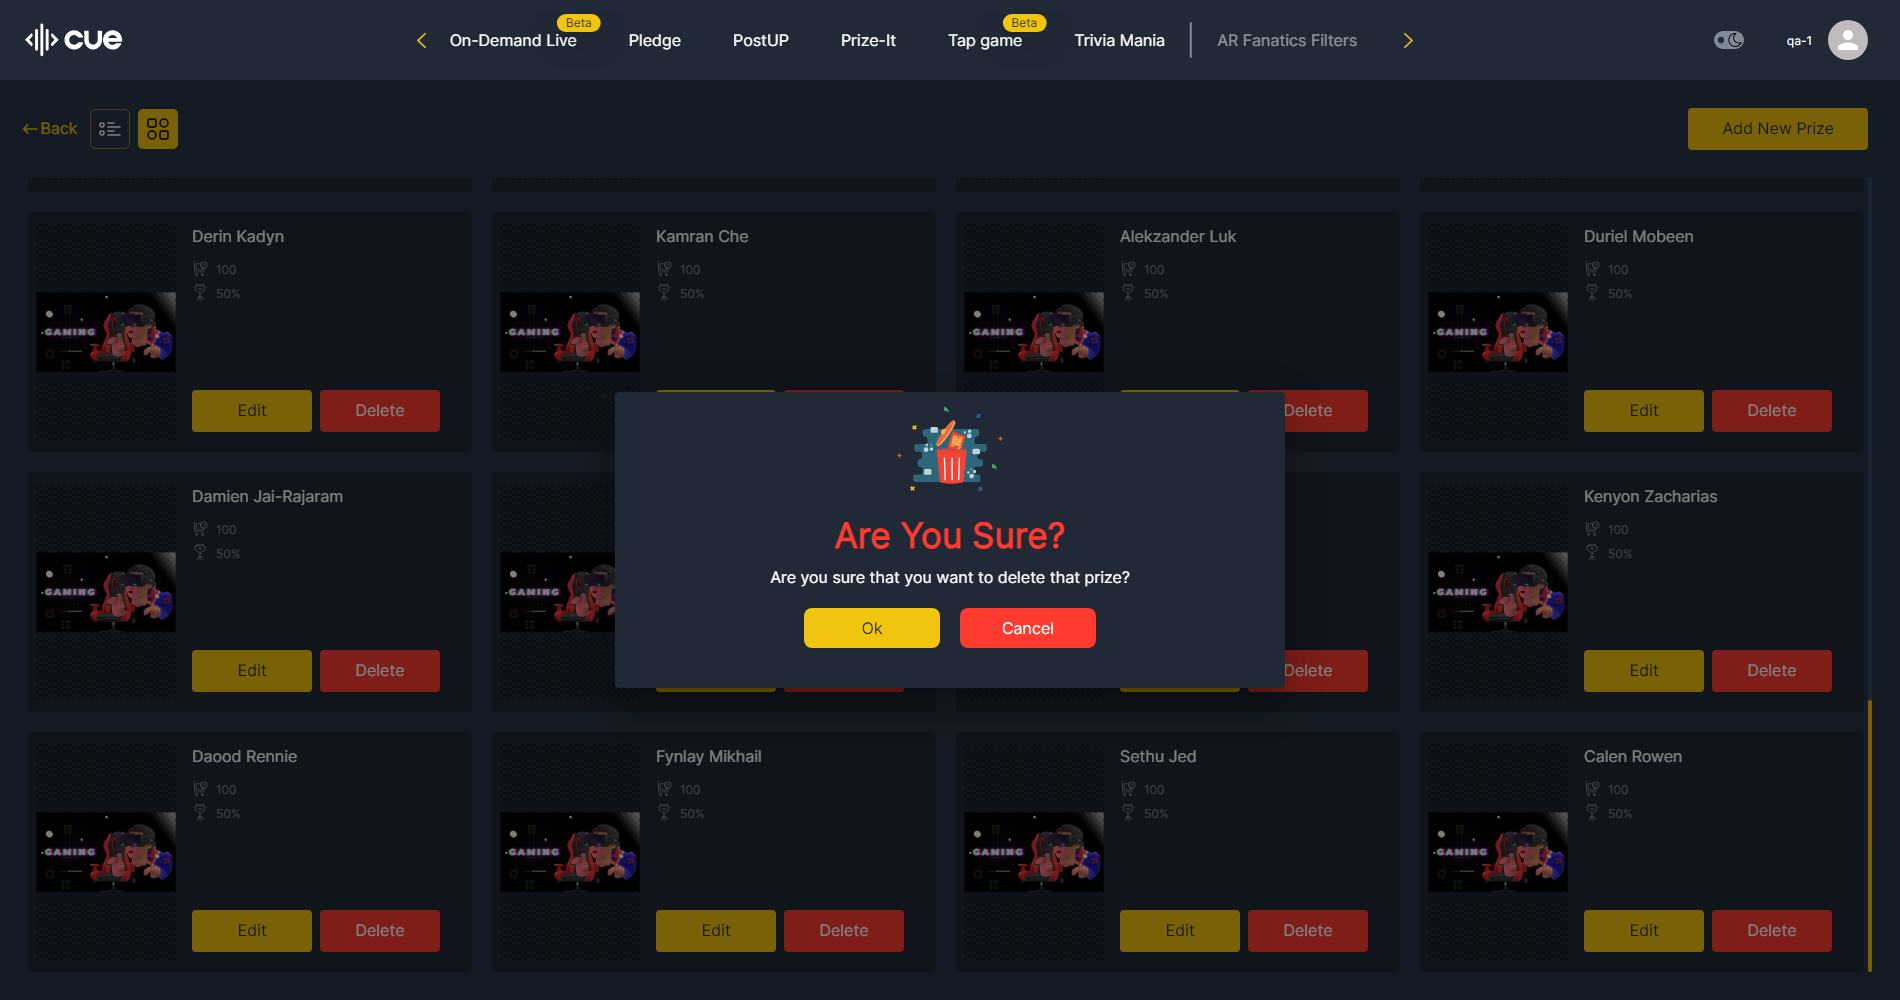 cue
On-Demand Live
Beta
Pledge
PostUP
Prize-It
Tap game
Beta
Trivia Mania
AR Fanatics Filters
qa-1
Back
Add New Prize
Derin Kadyn
100
50%
GAMING
Edit
Delete
Kamran Che
100
50%
GAMING
Alekzander Luk
100
50%
GAMING
Delete
Duriel Mobeen
100
50%
GAMING
Edit
Delete
Are You Sure?
Are you sure that you want to delete that prize?
Ok
Cancel
Damien Jai-Rajaram
100
50%
GAMING
Edit
Delete
GAMING
Delete
Kenyon Zacharias
100
50%
GAMING
Edit
Delete
Daood Rennie
100
50%
GAMING
Edit
Delete
Fynlay Mikhail
100
50%
GAMING
Edit
Delete
Sethu Jed
100
50%
GAMING
Edit
Delete
Calen Rowen
100
50%
GAMING
Edit
Delete